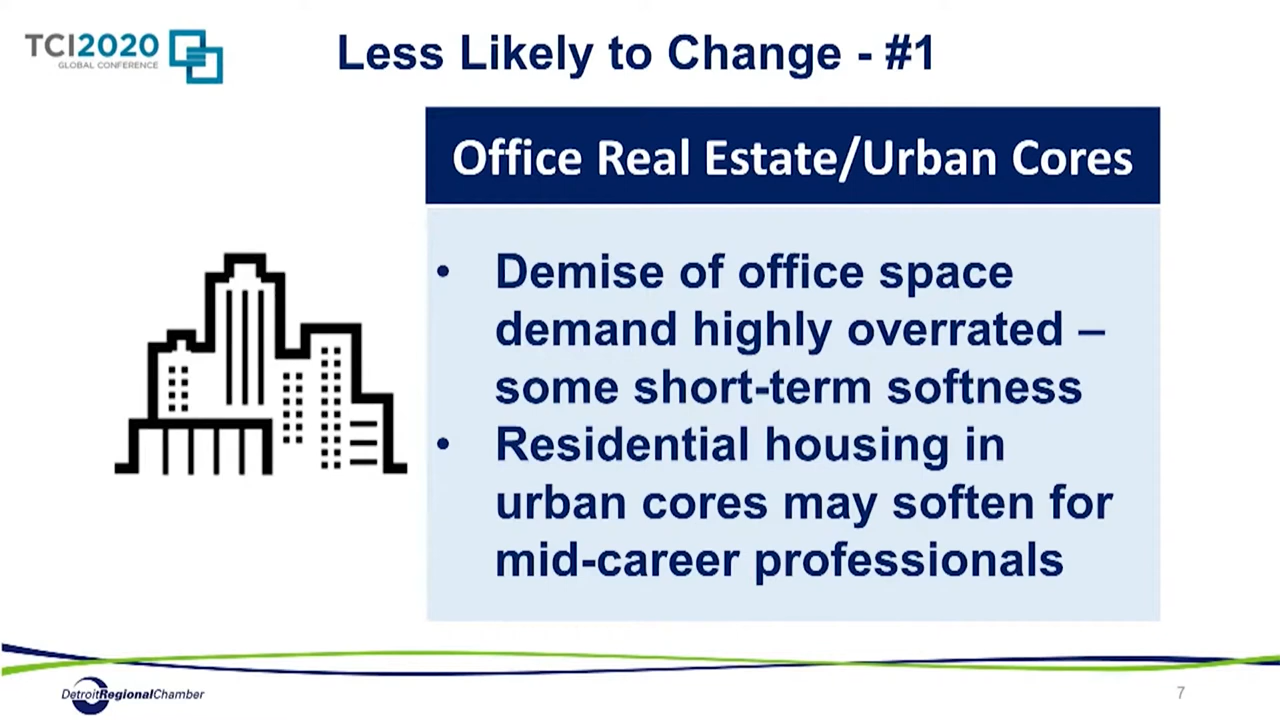 TCI2020
GLOBAL CONFERENCE
Less Likely to Change - #1
Office Real Estate/Urban Cores
• Demise of office space
demand highly overrated –
some short-term softness
• Residential housing in
urban cores may soften for
mid-career professionals
DetroitRegionalChamber
7